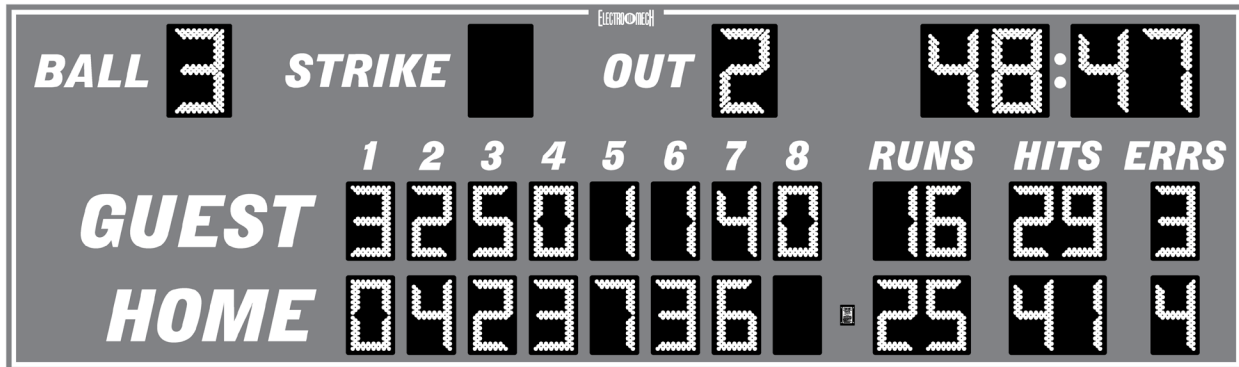 ELECTRO-MECH
BALL 3 STRIKE OUT 2 48:47
1 2 3 4 5 6 7 8 RUNS HITS ERRS
GUEST 3 2 5 0 1 1 4 0 16 29 3
HOME 0 4 2 3 7 3 6 25 41 4